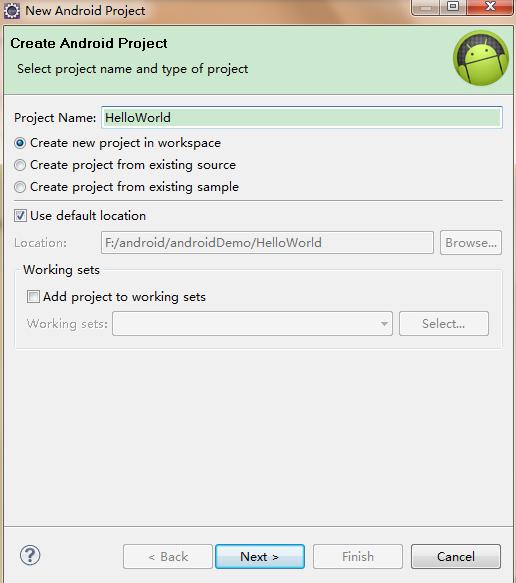 New Android Project
Create Android Project
Select project name and type of project
Project Name: HelloWorld
Create new project in workspace
Create project from existing source
Create project from existing sample
Use default location
Location: F:/android/androidDemo/HelloWorld Browse...
Working sets
Add project to working sets
Working sets: Select...
? < Back Next > Finish Cancel